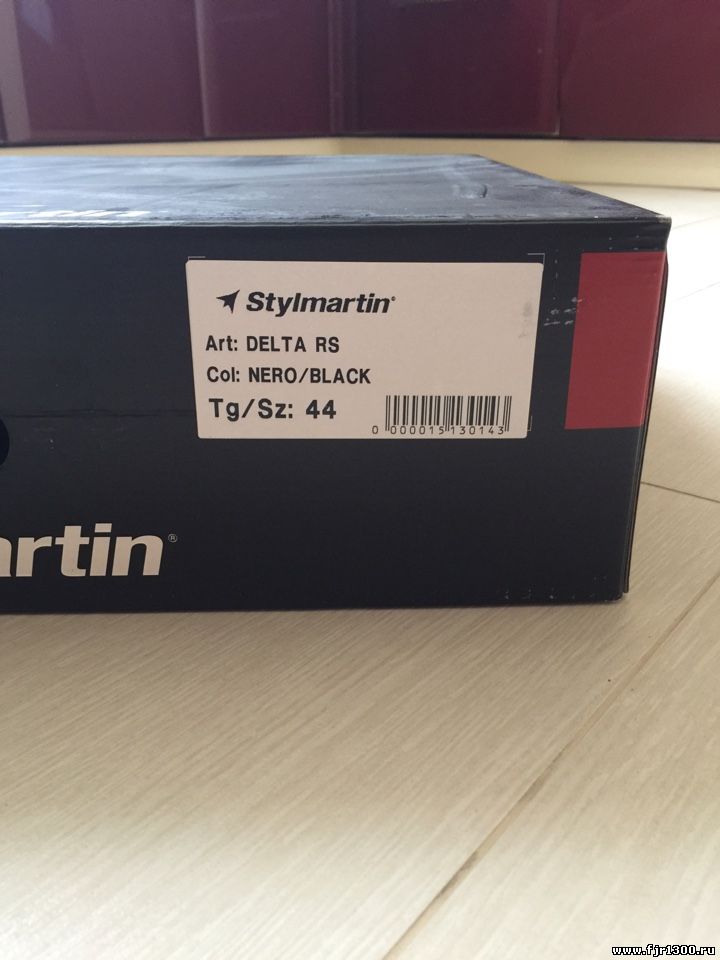 Stylmartin®
Art: DELTA RS
Col: NERO/BLACK
Tg/Sz: 44
0 000015 130143
artin®
www.fjr1300.ru